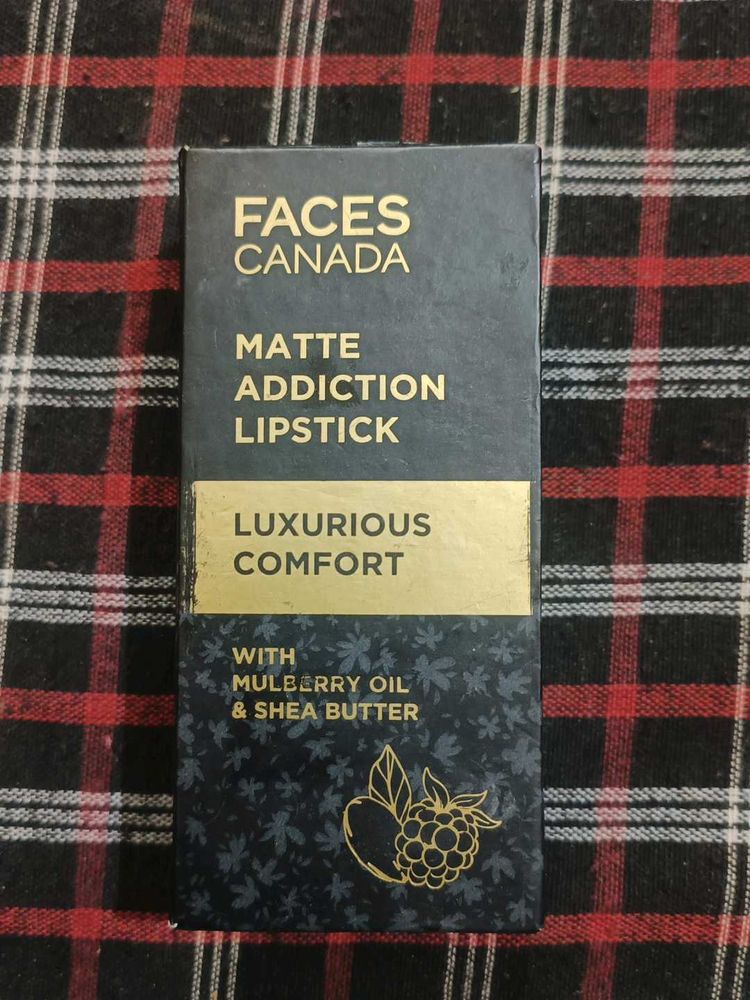 FACES
CANADA
MATTE
ADDICTION
LIPSTICK
LUXURIOUS
COMFORT
WITH
MULBERRY OIL
& SHEA BUTTER